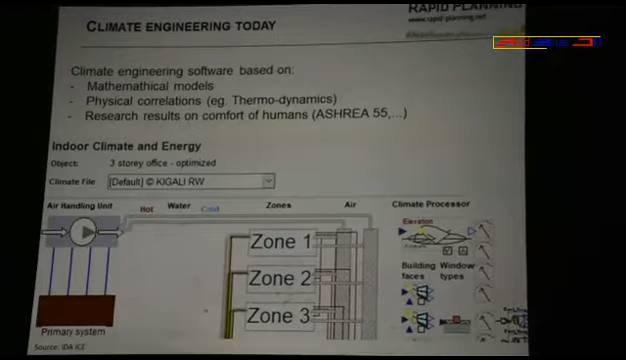 RAPID PLANNING
www.rapid-planning.net
CLIMATE ENGINEERING TODAY
Climate engineering software based on:
- Mathemathical models
- Physical correlations (eg. Thermo-dynamics)
- Research results on comfort of humans (ASHREA 55,...)
Indoor Climate and Energy
Object: 3 storey office - optimized
Climate File [Default] © KIGALI RW
Air Handling Unit Hot Water Cold Zones Air Climate Processor
Elevation
Zone 1
Zone 2
Zone 3
Building faces
Window types
Primary system
Source: IDA ICE